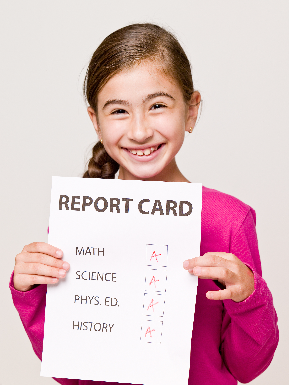 REPORT CARD
MATH A+
SCIENCE A+
PHYS. ED. A+
HISTORY A+